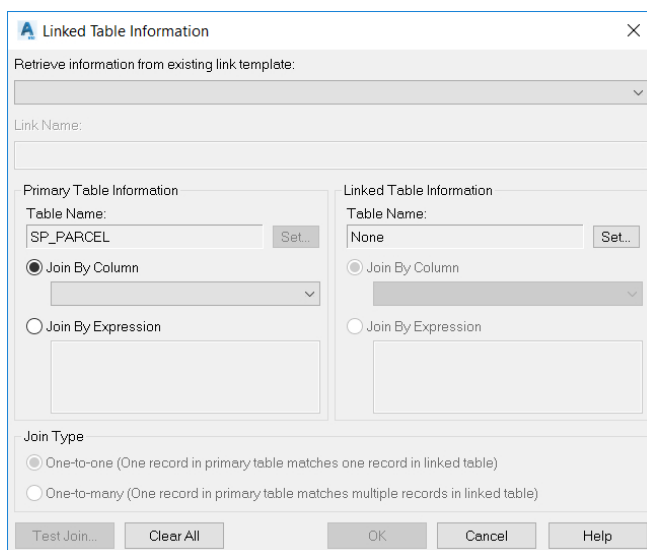 Linked Table Information
Retrieve information from existing link template:
Link Name:
Primary Table Information
Table Name:
SP_PARCEL
Set...
Join By Column
Join By Expression
Linked Table Information
Table Name:
None
Set...
Join By Column
Join By Expression
Join Type
One-to-one (One record in primary table matches one record in linked table)
One-to-many (One record in primary table matches multiple records in linked table)
Test Join... Clear All OK Cancel Help